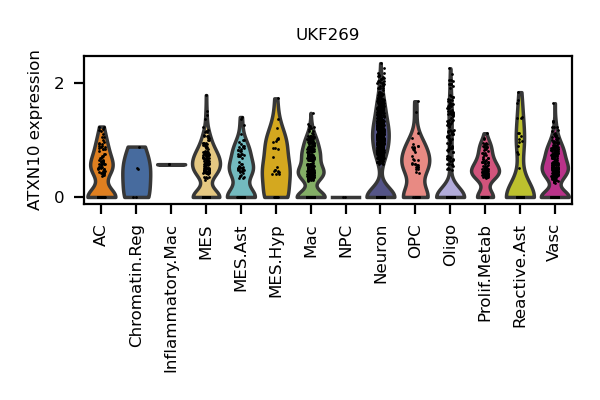 UKF269
ATXN10 expression
2
0
AC
Chromatin.Reg
Inflammatory.Mac
MES
MES.Ast
MES.Hyp
Mac
NPC
Neuron
OPC
Oligo
Prolif.Metab
Reactive.Ast
Vasc